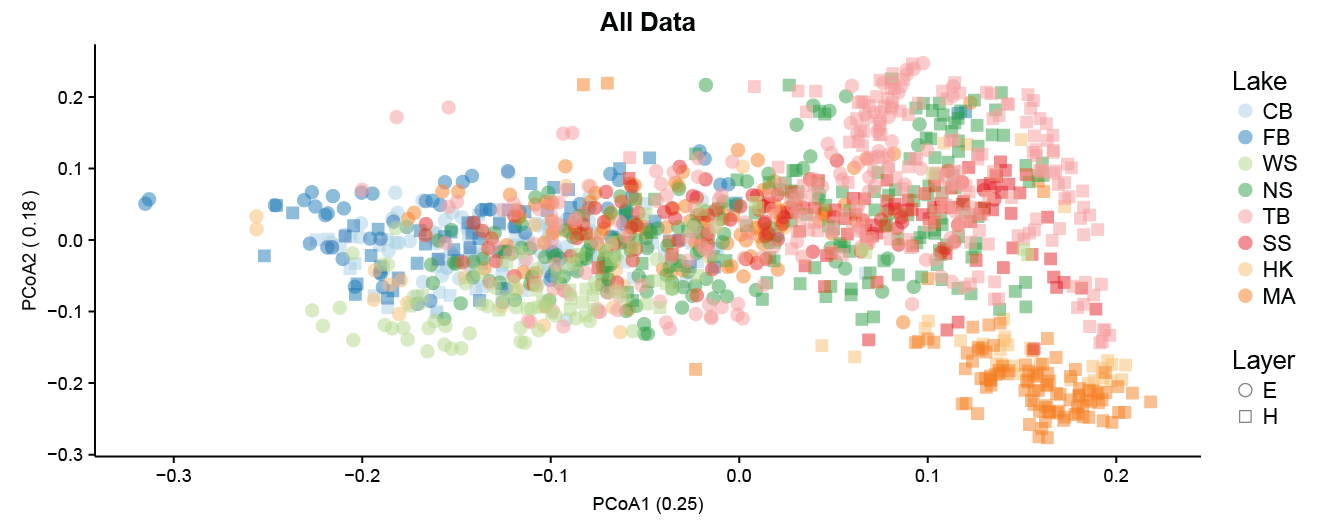 All Data
Lake
CB
FB
WS
NS
TB
SS
HK
MA
Layer
E
H
PCoA2 ( 0.18 )
0.2
0.1
0.0
−0.1
−0.2
−0.3
−0.3 −0.2 −0.1 0.0 0.1 0.2
PCoA1 (0.25)